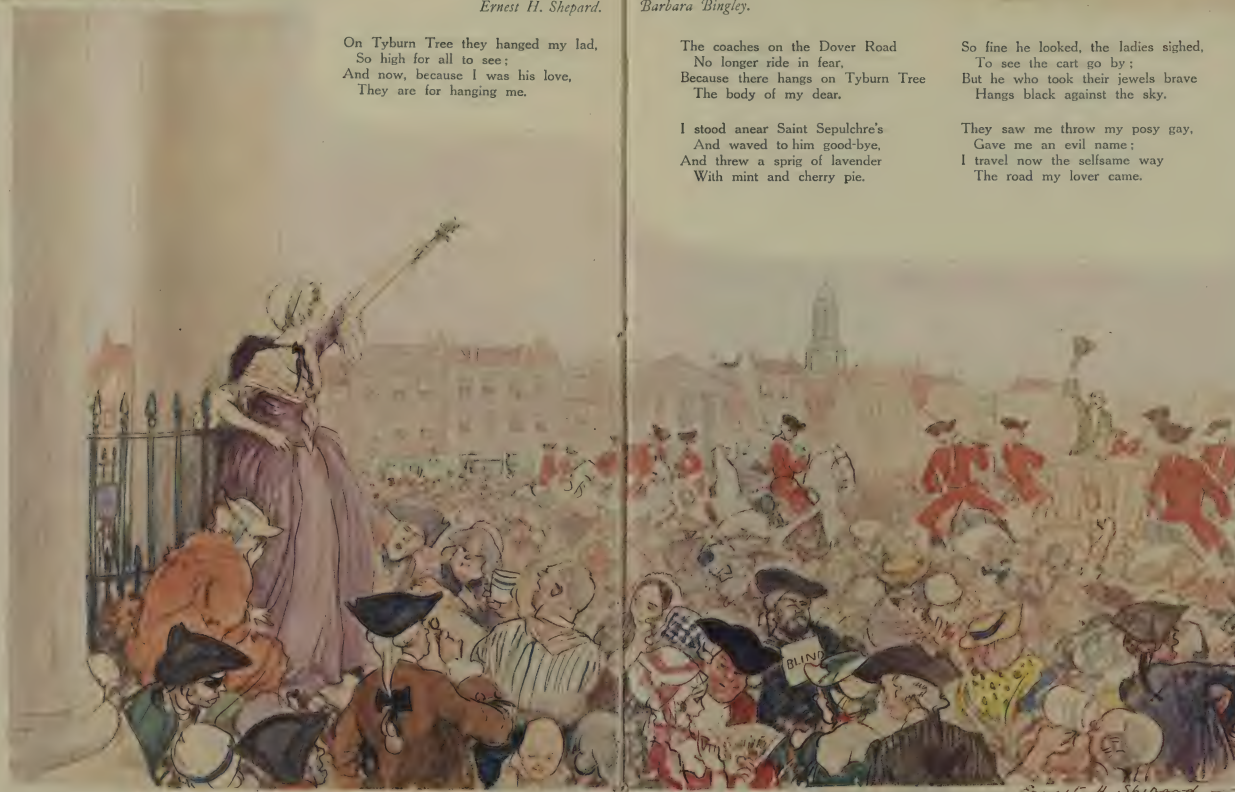 Ernest H. Shepard.
Barbara Bingley.
On Tyburn Tree they hanged my lad,
So high for all to see;
And now, because I was his love,
They are for hanging me.
The coaches on the Dover Road
No longer ride in fear,
Because there hangs on Tyburn Tree
The body of my dear.
I stood anear Saint Sepulchre's
And waved to him good-bye,
And threw a sprig of lavender
With mint and cherry pie.
So fine he looked, the ladies sighed,
To see the cart go by;
But he who took their jewels brave
Hangs black against the sky.
They saw me throw my posy gay,
Gave me an evil name;
I travel now the selfsame way
The road my lover came.
BLIND
Ernest H. Shepard